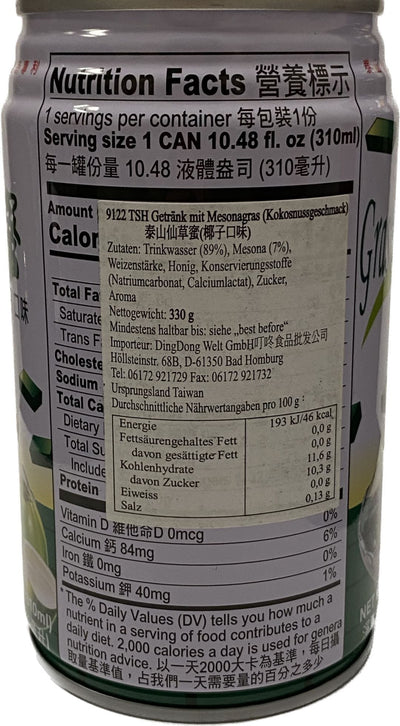 Nutrition Facts 營養標示
1 servings per container 每包裝1份
Serving size 1 CAN 10.48 fl. oz (310ml)
每一罐份量 10.48 液體盎司 (310毫升)
Amount
Calor
9122 TSH Getränk mit Mesonagras (Kokosnussgeschmack)
泰山仙草蜜(椰子口味)
Zutaten: Trinkwasser (89%), Mesona (7%),
Weizenstärke, Honig, Konservierungsstoffe
(Natriumcarbonat, Calciumlactat), Zucker,
Aroma
Nettogewicht: 330 g
Mindestens haltbar bis: siehe „best before“
Importeur: DingDong Welt GmbH叮咚食品批发公司
Höllsteinstr. 68B, D-61350 Bad Homburg
Tel: 06172 921729 Fax: 06172 921732
Ursprungsland Taiwan
Durchschnittliche Nährwertangaben pro 100 g :
Energie 193 kJ/46 kcal
Fettsäurengehaltes Fett 0,0 g
davon gesättigte Fett 0,0 g
Kohlenhydrate 11,6 g
davon Zucker 10,3 g
Eiweiss 0,0 g
Salz 0,13 g
Total Fa
Saturate
Trans F
Choleste
Sodium
Total Ca
Dietary
Total Su
Include
Protein
Vitamin D 維他命D 0mcg 0%
Calcium 鈣 84mg 6%
Iron 鐵 0mg 0%
Potassium 鉀 40mg 1%
*The % Daily Values (DV) tells you how much a
nutrient in a serving of food contributes to a
daily diet. 2,000 calories a day is used for genera
nutrition advice. 以一天2000大卡為基準，每日攝
取量基準值，占我們一天需要量的百分之多少
Gra
口味